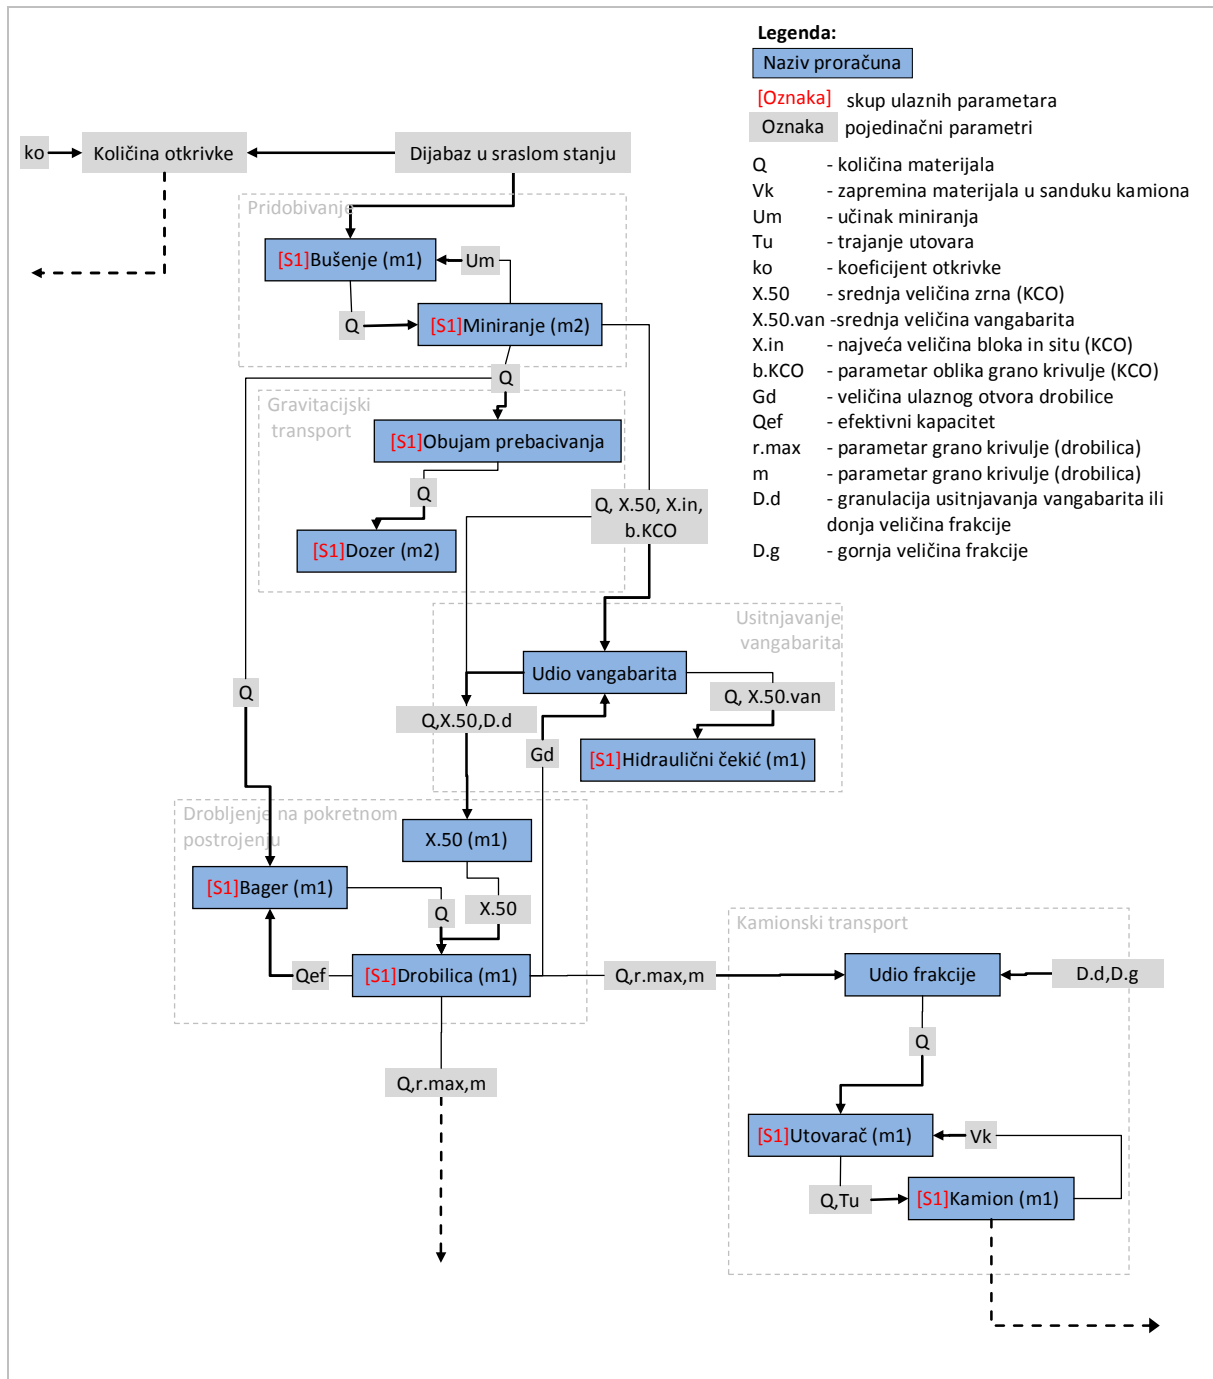 Legenda:
Naziv proračuna
[Oznaka] skup ulaznih parametara
Oznaka pojedinačni parametri
Q - količina materijala
Vk - zapremina materijala u sanduku kamiona
Um - učinak miniranja
Tu - trajanje utovara
ko - koeficijent otkrivke
X.50 - srednja veličina zrna (KCO)
X.50.van -srednja veličina vangabarita
X.in - najveća veličina bloka in situ (KCO)
b.KCO - parametar oblika grano krivulje (KCO)
Gd - veličina ulaznog otvora drobilice
Qef - efektivni kapacitet
r.max - parametar grano krivulje (drobilica)
m - parametar grano krivulje (drobilica)
D.d - granulacija usitnjavanja vangabarita ili
donja veličina frakcije
D.g - gornja veličina frakcije
ko
Količina otkrivke
Dijabaz u sraslom stanju
Pridobivanje
[S1]Bušenje (m1)
Um
Q
[S1]Miniranje (m2)
Q
Gravitacijski
transport
[S1]Obujam prebacivanja
Q
Q, X.50, X.in,
b.KCO
[S1]Dozer (m2)
Usitnjavanje
vangabarita
Udio vangabarita
Q
Q, X.50.van
Q,X.50,D.d
Gd
[S1]Hidraulični čekić (m1)
Drobljenje na pokretnom
postrojenju
X.50 (m1)
[S1]Bager (m1)
Q
X.50
Qef
[S1]Drobilica (m1)
Q,r.max,m
Kamionski transport
Udio frakcije
D.d,D.g
Q
Q,r.max,m
[S1]Utovarač (m1)
Vk
Q,Tu
[S1]Kamion (m1)